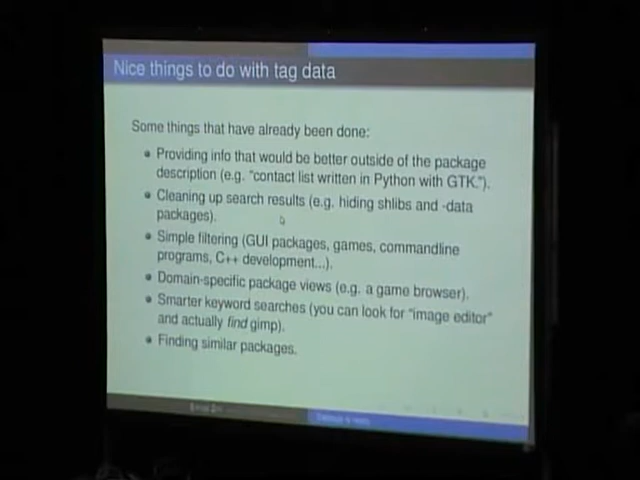 Nice things to do with tag data
Some things that have already been done:
Providing info that would be better outside of the package
description (e.g. "contact list written in Python with GTK.").
Cleaning up search results (e.g. hiding shlibs and -data
packages).
Simple filtering (GUI packages, games, commandline
programs, C++ development...).
Domain-specific package views (e.g. a game browser).
Smarter keyword searches (you can look for "image editor"
and actually find gimp).
Finding similar packages.